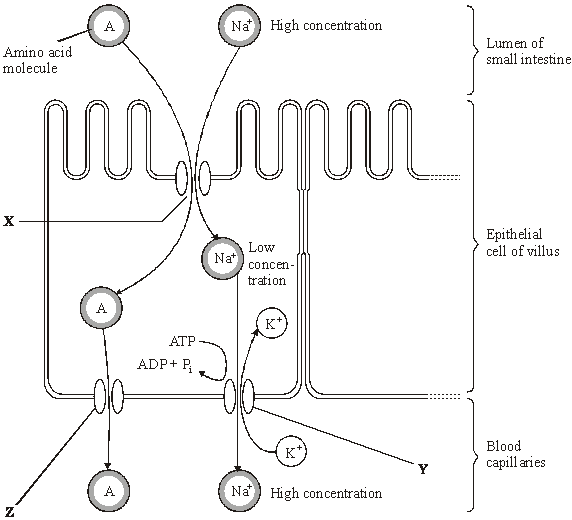 A
Na+
High concentration
Amino acid
molecule
Lumen of
small intestine
X
Epithelial
cell of villus
Na+
Low
concen-
tration
A
K+
ATP
ADP + Pi
K+
Y
Blood
capillaries
Z
A
Na+
High concentration